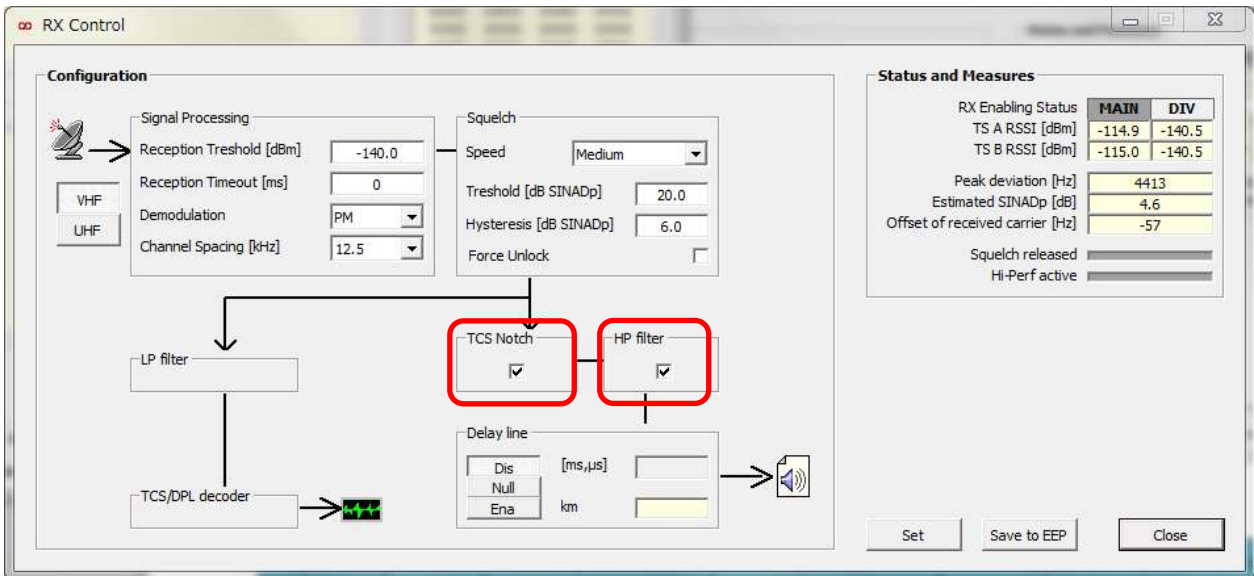 RX Control
Configuration
Signal Processing
Reception Treshold [dBm] -140.0
Reception Timeout [ms] 0
Demodulation PM
Channel Spacing [kHz] 12.5
VHF
UHF
Squelch
Speed Medium
Treshold [dB SINADp] 20.0
Hysteresis [dB SINADp] 6.0
Force Unlock
LP filter
TCS Notch
HP filter
TCS/DPL decoder
Delay line
Dis [ms,µs]
Null
Ena km
Status and Measures
RX Enabling Status MAIN DIV
TS A RSSI [dBm] -114.9 -140.5
TS B RSSI [dBm] -115.0 -140.5
Peak deviation [Hz] 4413
Estimated SINADp [dB] 4.6
Offset of received carrier [Hz] -57
Squelch released
Hi-Perf active
Set Save to EEP Close